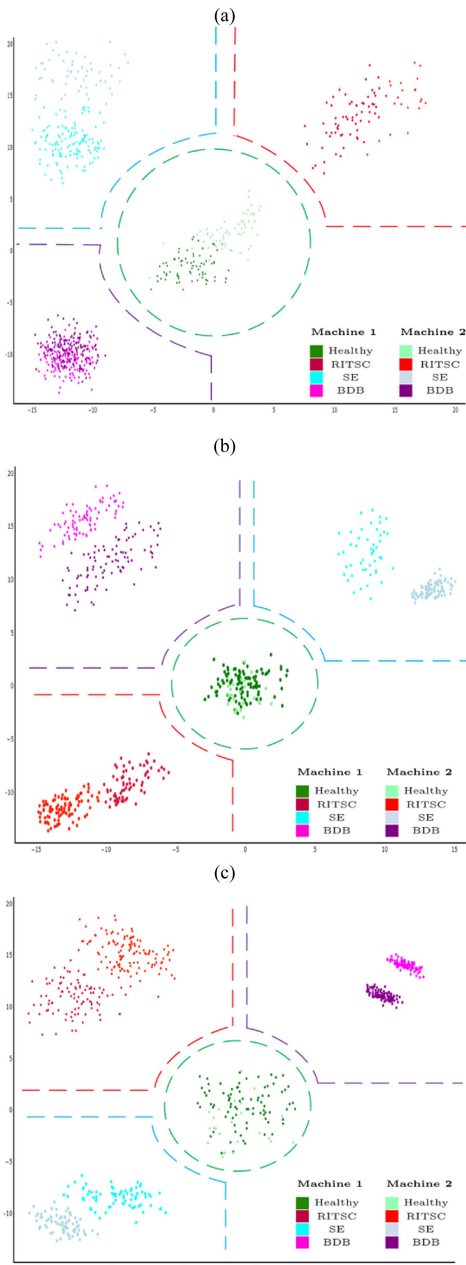 (a)
20
15
10
5
0
−5
−10
Machine 1 Machine 2
Healthy Healthy
RITSC RITSC
SE SE
BDB BDB
−15 −10 −5 0 5 10 15 20
(b)
20
15
10
5
0
−5
−10
Machine 1 Machine 2
Healthy Healthy
RITSC RITSC
SE SE
BDB BDB
−15 −10 −5 0 5 10 15
(c)
20
15
10
5
0
−5
−10
Machine 1 Machine 2
Healthy Healthy
RITSC RITSC
SE SE
BDB BDB